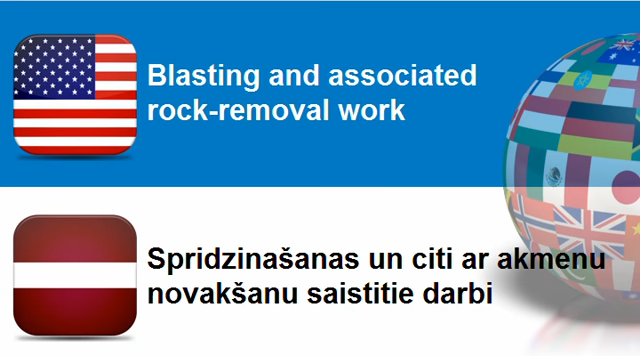 Blasting and associated
rock-removal work
Spridzinašanas un citi ar akmenu
novakšanu saistitie darbi